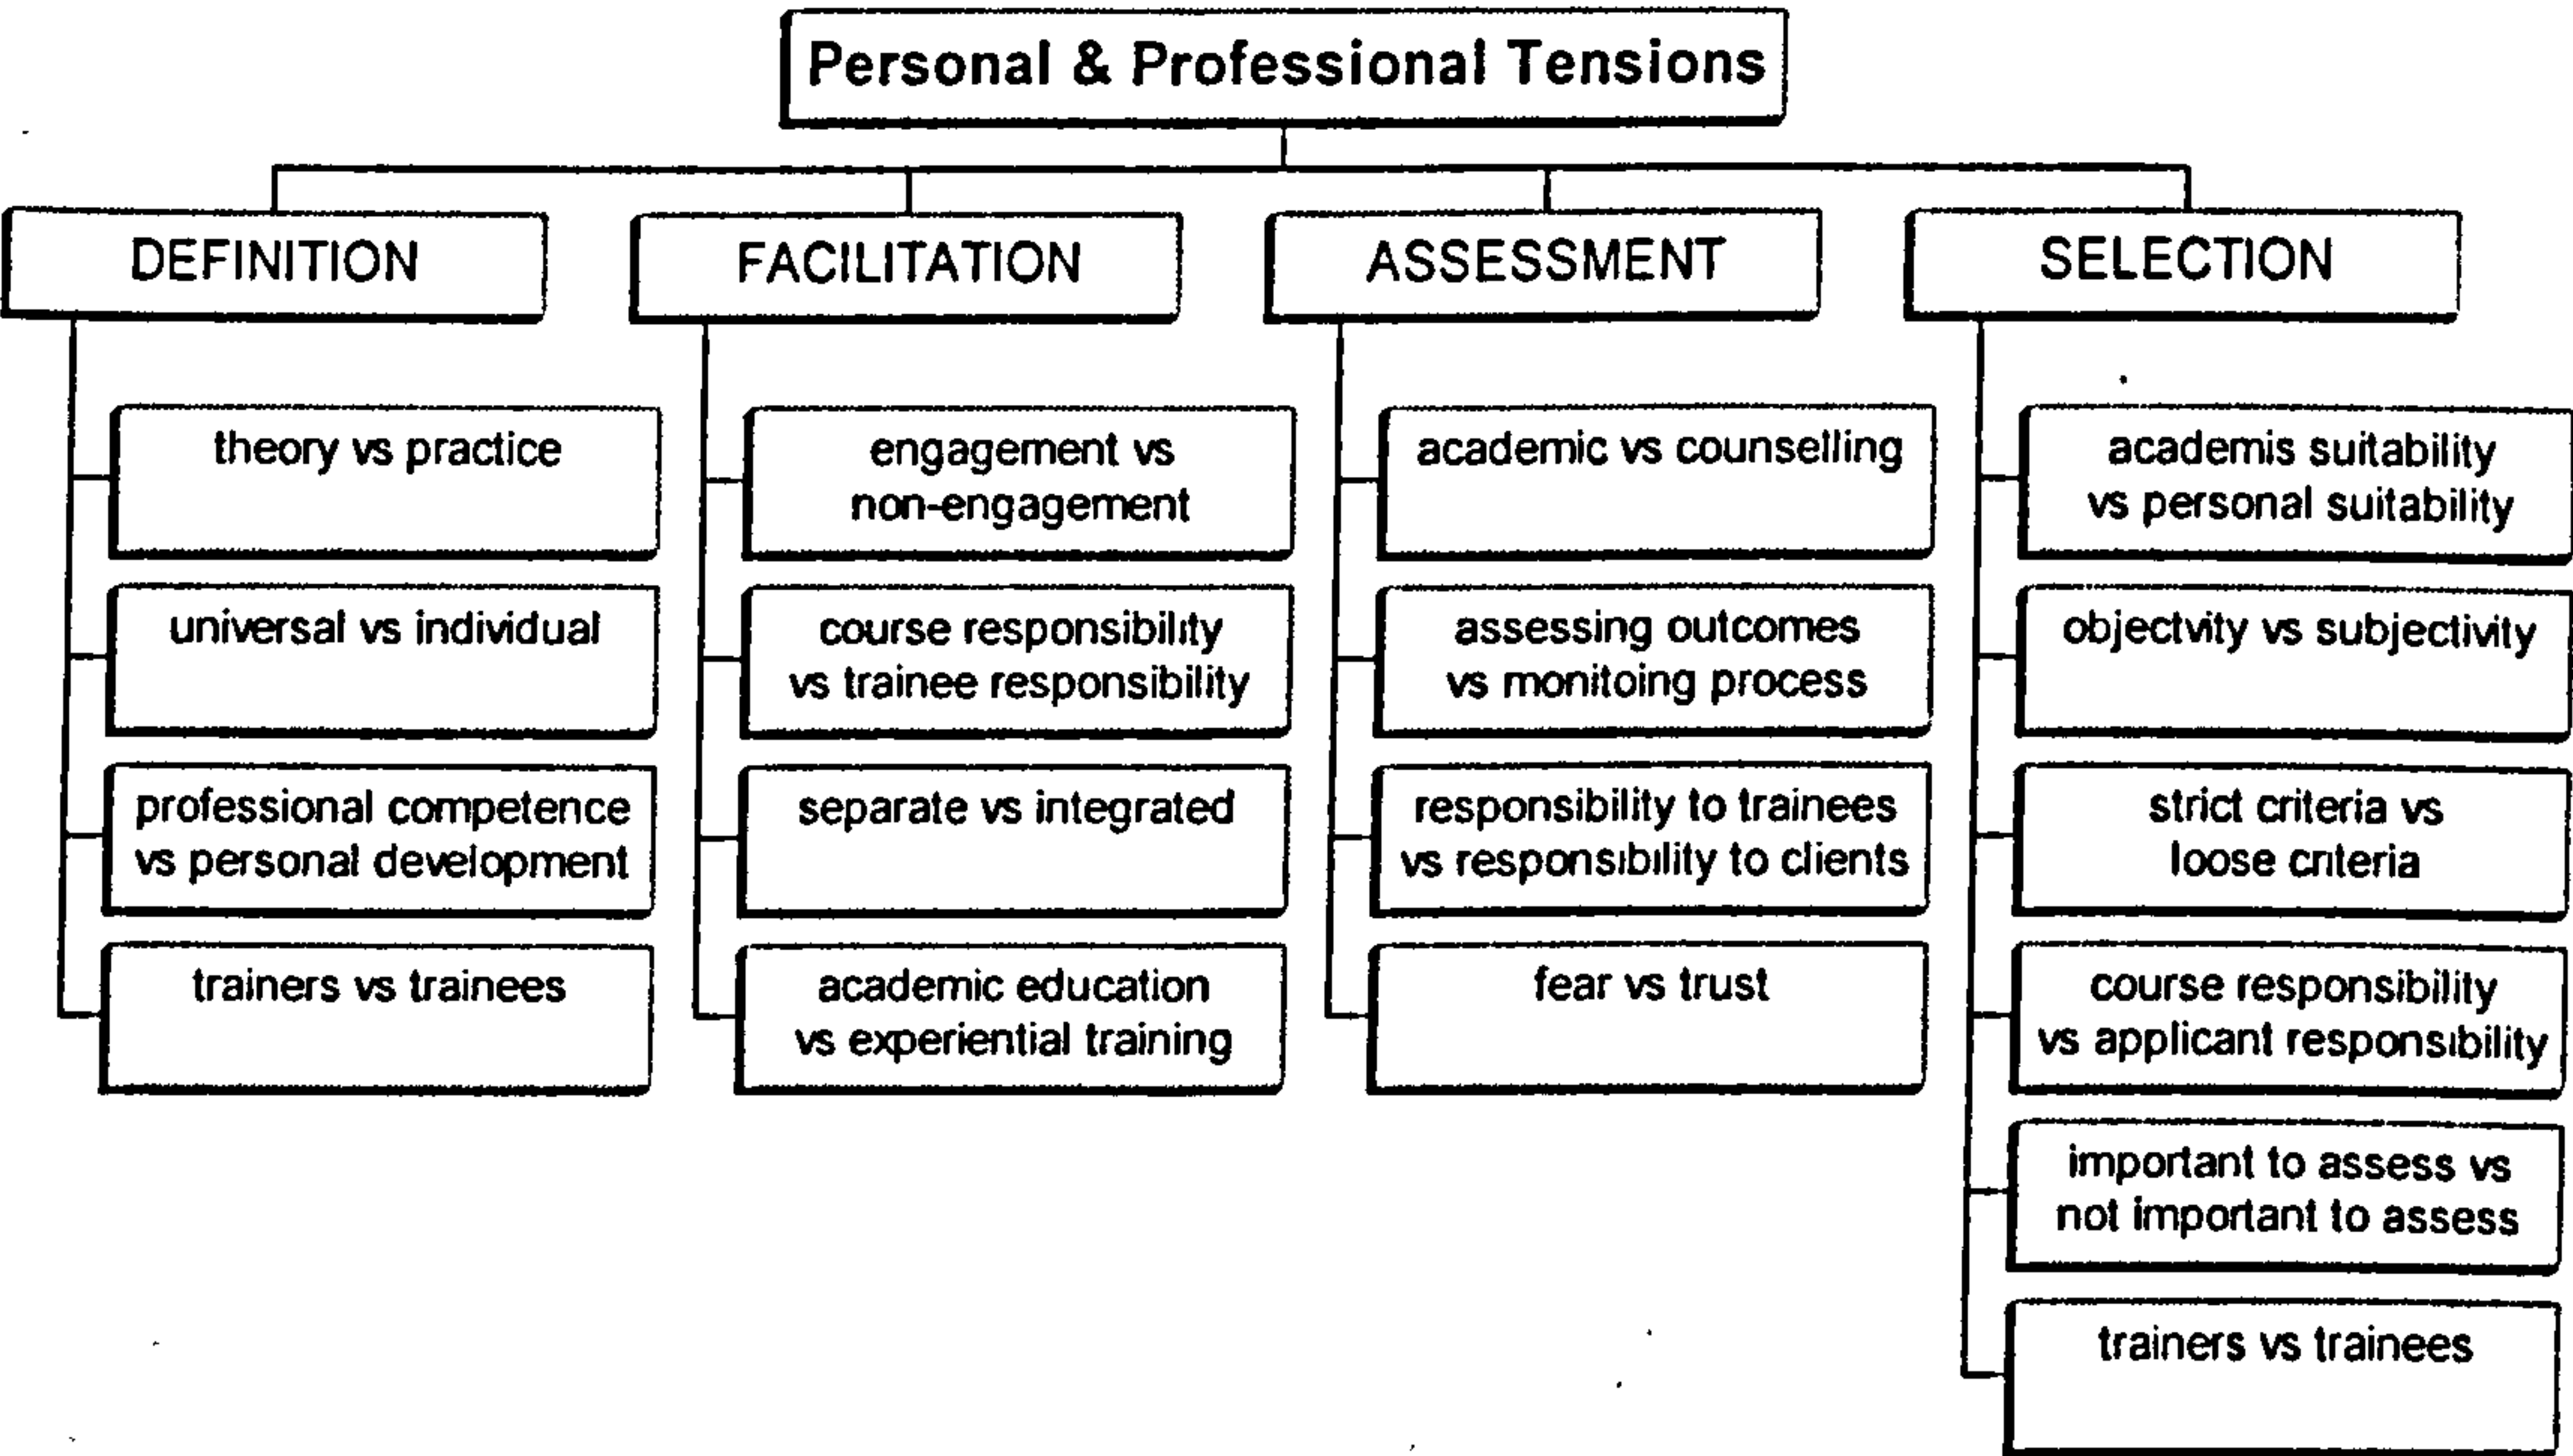 Personal & Professional Tensions
DEFINITION
theory vs practice
universal vs individual
professional competence
vs personal development
trainers vs trainees
FACILITATION
engagement vs
non-engagement
course responsibility
vs trainee responsibility
separate vs integrated
academic education
vs experiential training
ASSESSMENT
academic vs counselling
assessing outcomes
vs monitoing process
responsibility to trainees
vs responsibility to clients
fear vs trust
SELECTION
academis suitability
vs personal suitability
objectvity vs subjectivity
strict criteria vs
loose criteria
course responsibility
vs applicant responsibility
important to assess vs
not important to assess
trainers vs trainees